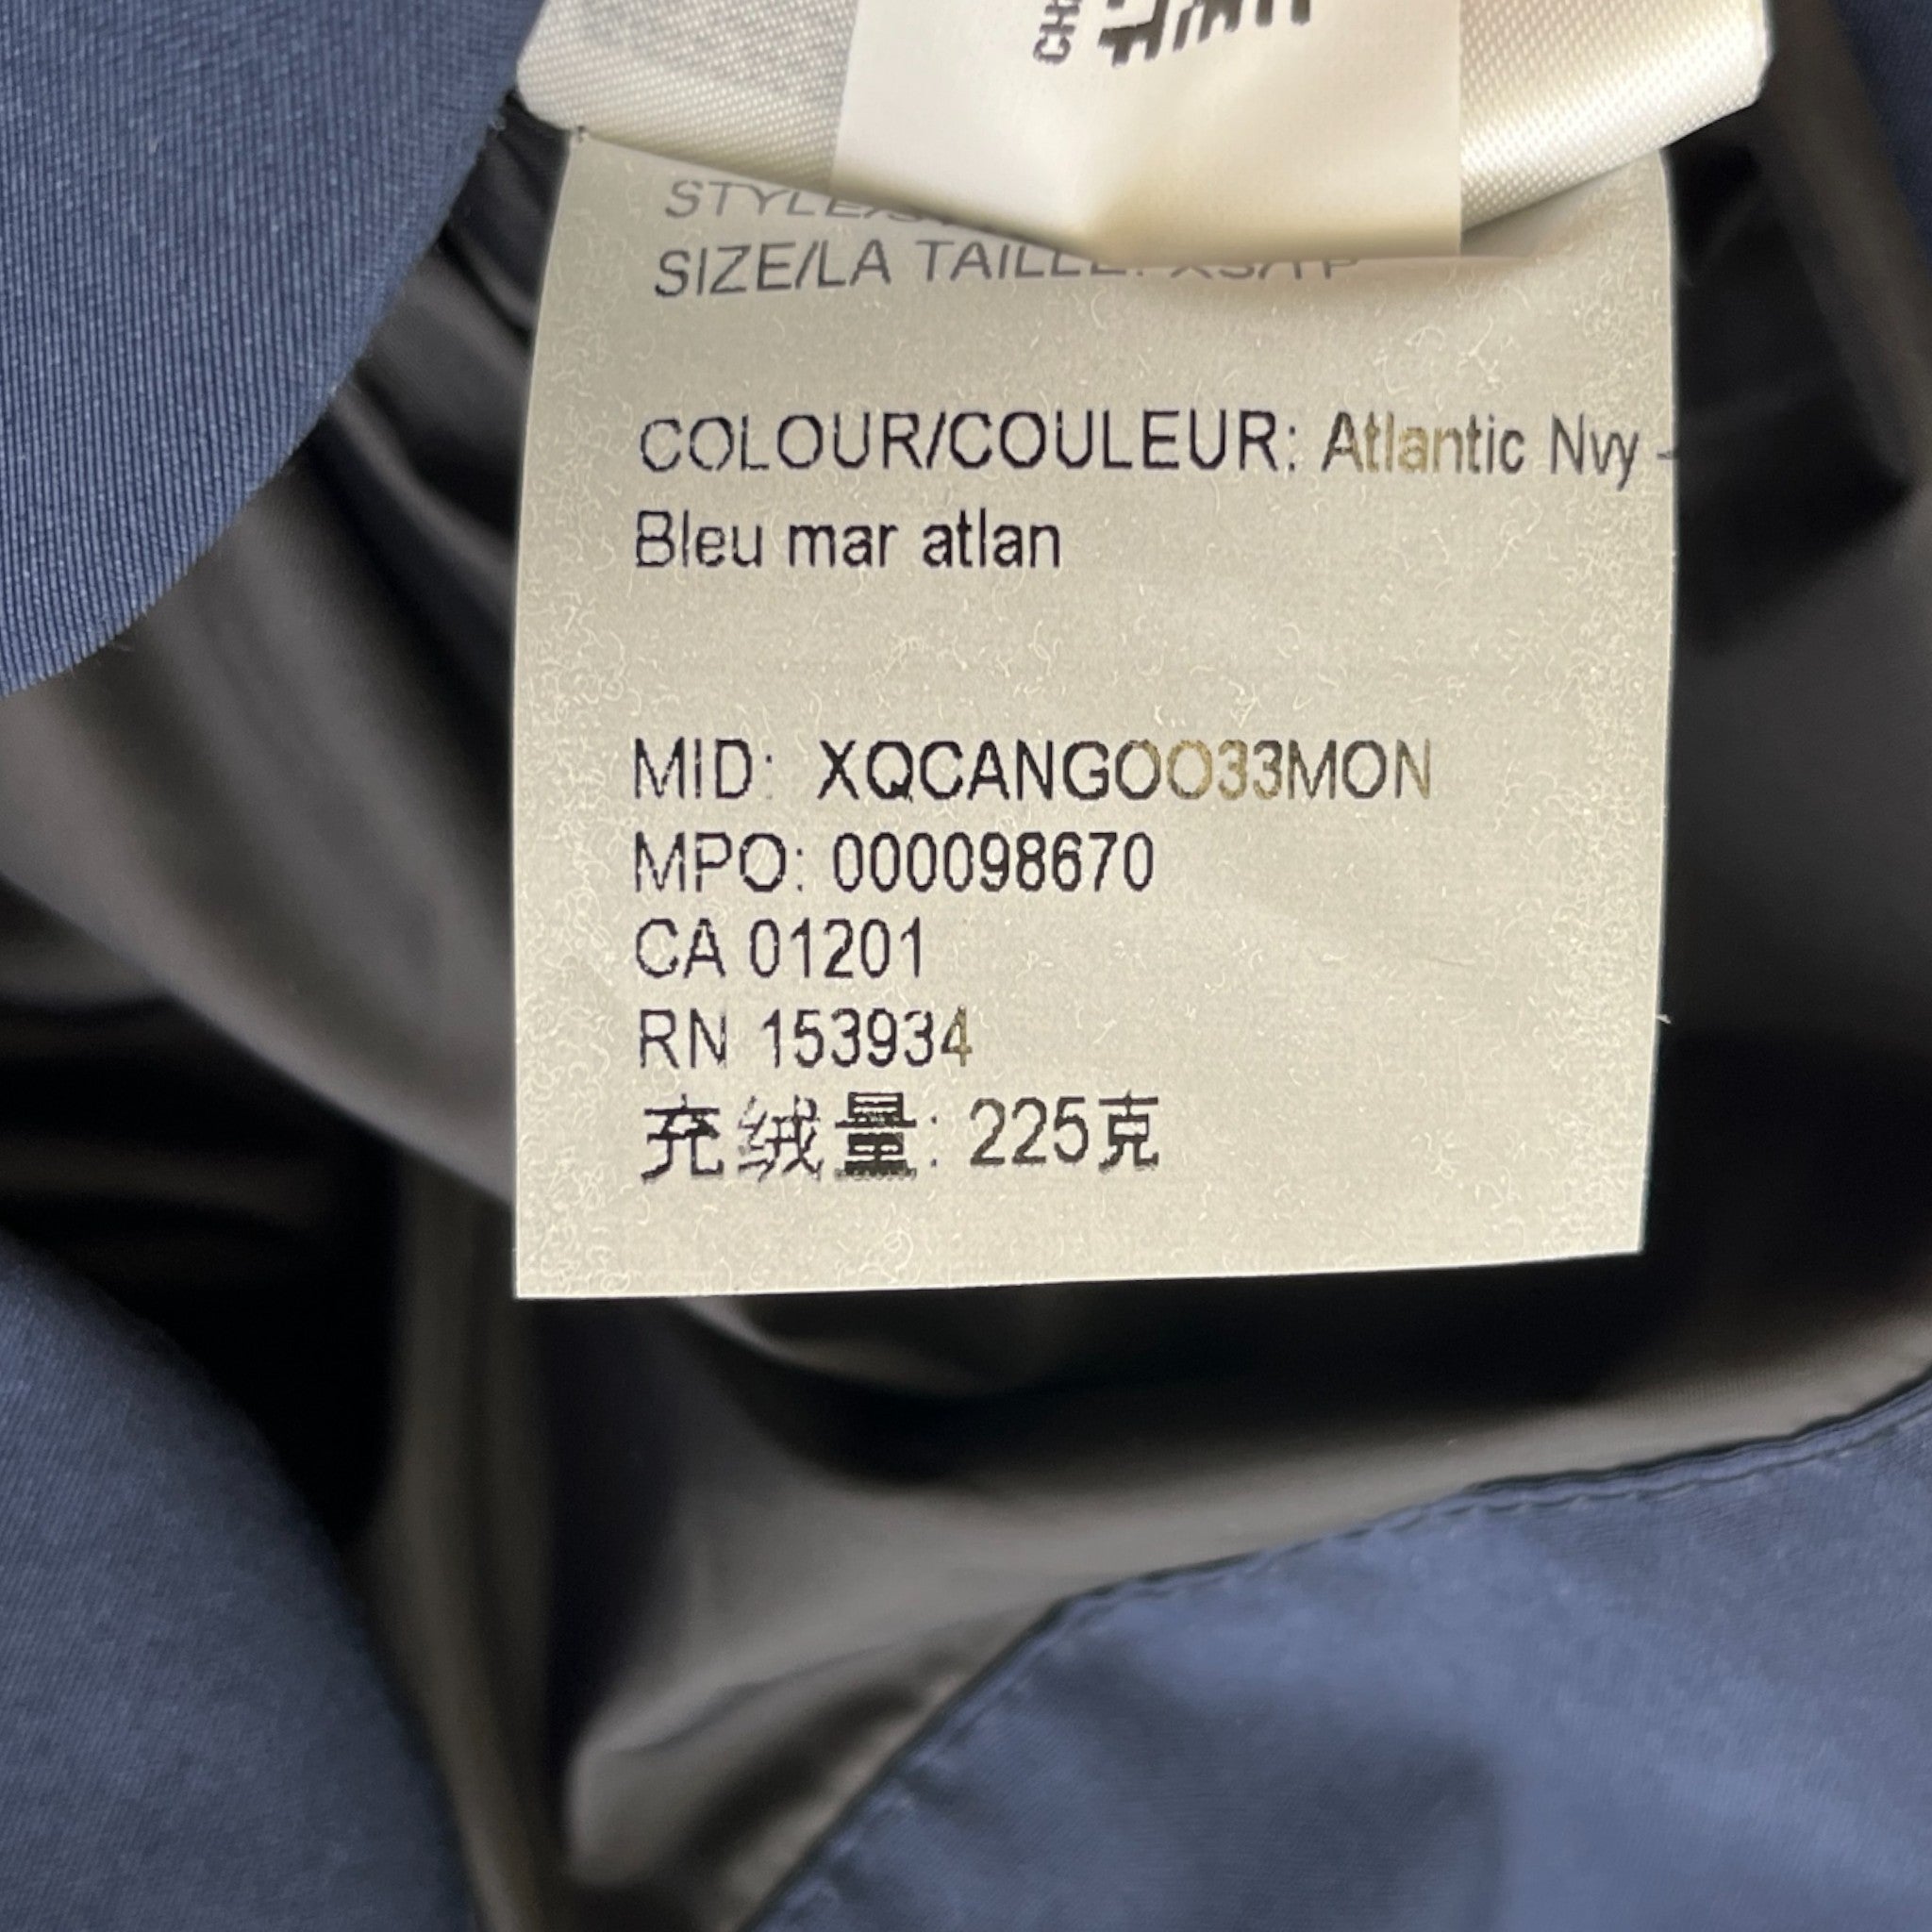 SIZE/LA TAILLE: XS/TP
COLOUR/COULEUR: Atlantic Nvy -
Bleu mar atlan
MID: XQCANGOO33MON
MPO: 000098670
CA 01201
RN 153934
充绒量: 225克